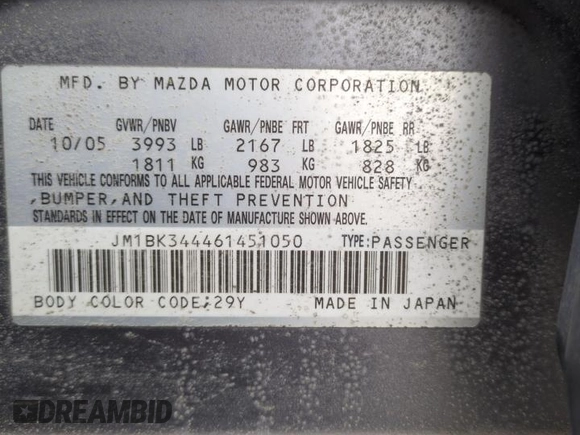 MFD. BY MAZDA MOTOR CORPORATION
DATE GVWR/PNBV GAWR/PNBE FRT GAWR/PNBE RR
10/05 3993 LB 2167 LB 1825 LB
1811 KG 983 KG 828 KG
THIS VEHICLE CONFORMS TO ALL APPLICABLE FEDERAL MOTOR VEHICLE SAFETY
,BUMPER,AND THEFT PREVENTION
STANDARDS IN EFFECT ON THE DATE OF MANUFACTURE SHOWN ABOVE.
JM1BK344461451050 TYPE:PASSENGER
BODY COLOR CODE:29Y MADE IN JAPAN
DREAMBID